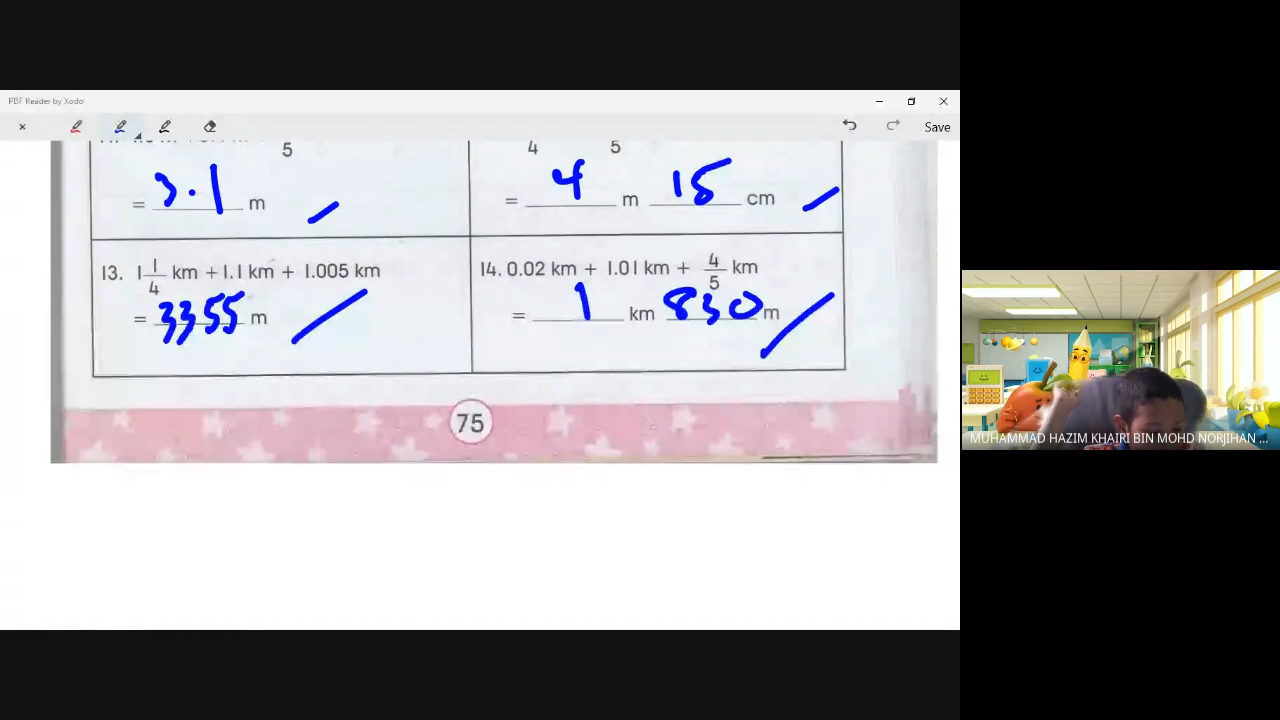 PDF Reader by Xodo
Save
5
4 5
= 3.1 m
= 4 m 15 cm
13. 1 1/4 km + 1.1 km + 1.005 km
= 3355 m
14. 0.02 km + 1.01 km + 4/5 km
= 1 km 830 m
75
MUHAMMAD HAZIM KHAIRI BIN MOHD NORJIHAN ...